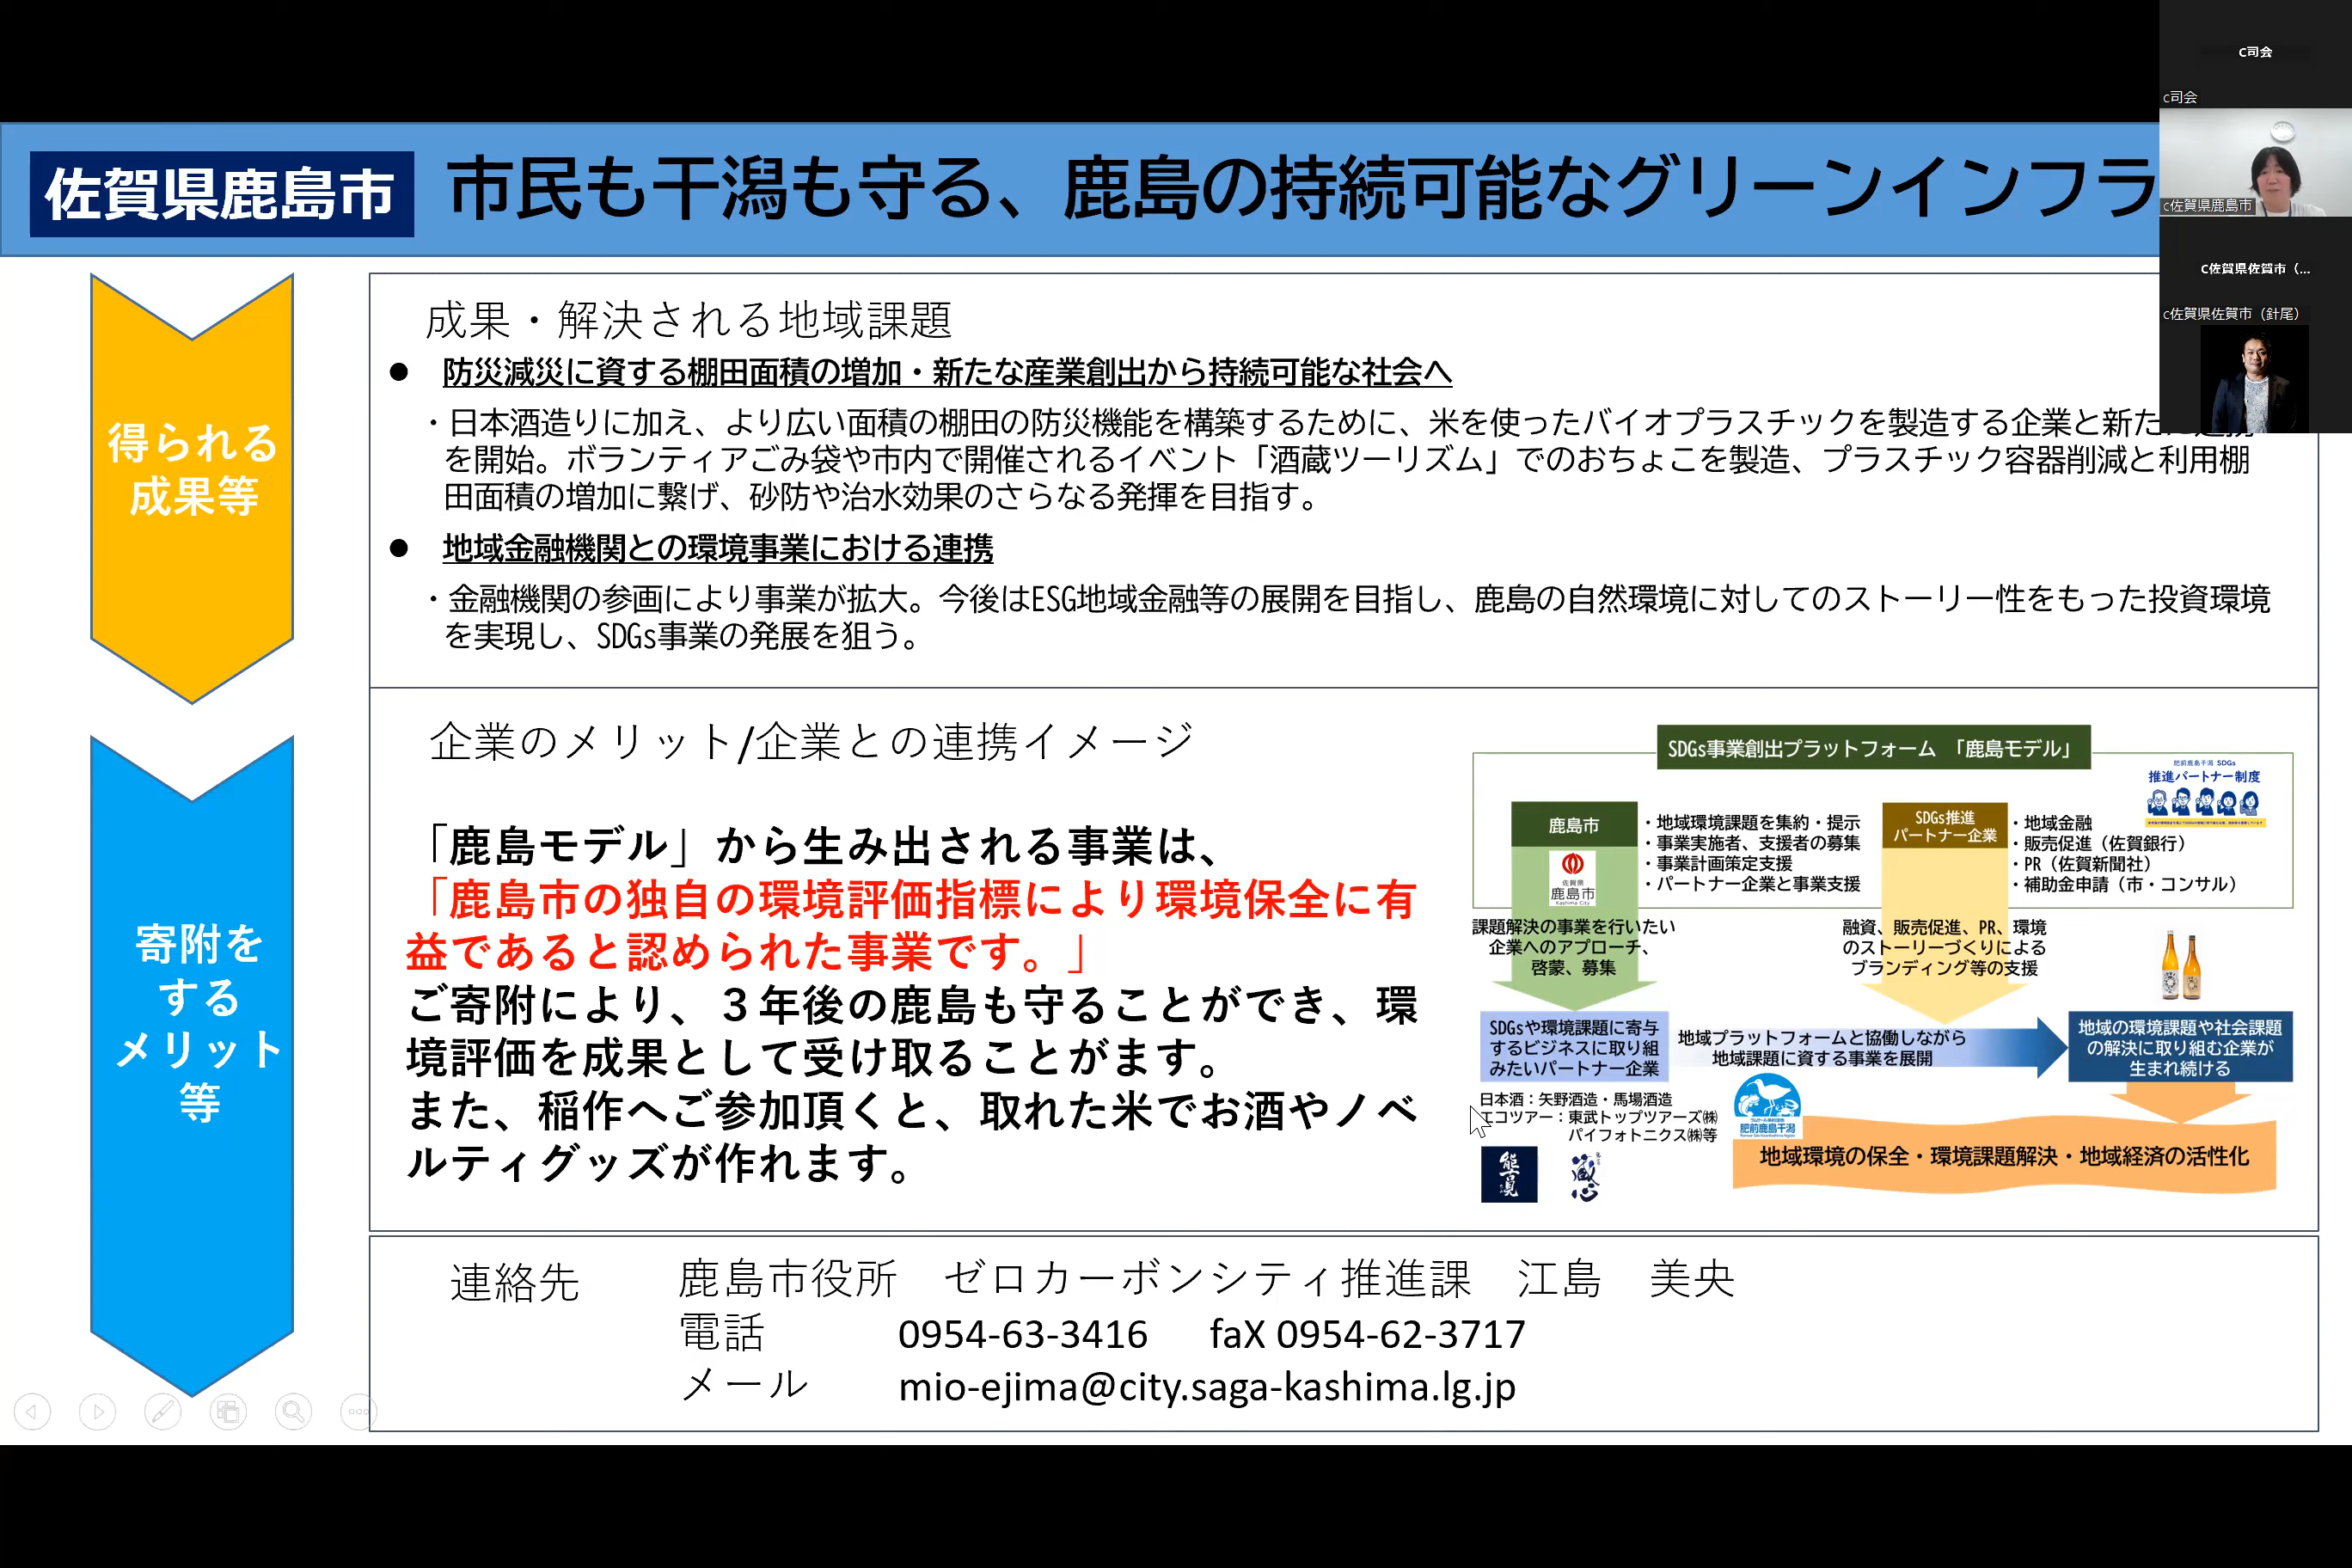 C司会
c司会
c佐賀県鹿島市
C佐賀県佐賀市（...
c佐賀県佐賀市（針尾）
佐賀県鹿島市
市民も干潟も守る、鹿島の持続可能なグリーンインフラ
得られる
成果等
成果・解決される地域課題
● 防災減災に資する棚田面積の増加・新たな産業創出から持続可能な社会へ
・日本酒造りに加え、より広い面積の棚田の防災機能を構築するために、米を使ったバイオプラスチックを製造する企業と新た
を開始。ボランティアごみ袋や市内で開催されるイベント「酒蔵ツーリズム」でのおちょこを製造、プラスチック容器削減と利用棚
田面積の増加に繋げ、砂防や治水効果のさらなる発揮を目指す。
● 地域金融機関との環境事業における連携
・金融機関の参画により事業が拡大。今後はESG地域金融等の展開を目指し、鹿島の自然環境に対してのストーリー性をもった投資環境
を実現し、SDGs事業の発展を狙う。
寄附を
する
メリット
等
企業のメリット/企業との連携イメージ
「鹿島モデル」から生み出される事業は、
「鹿島市の独自の環境評価指標により環境保全に有
益であると認められた事業です。」
ご寄附により、３年後の鹿島も守ることができ、環
境評価を成果として受け取ることがます。
また、稲作へご参加頂くと、取れた米でお酒やノベ
ルティグッズが作れます。
SDGs事業創出プラットフォーム 「鹿島モデル」
肥前鹿島干潟 SDGs
推進パートナー制度
鹿島市
佐賀県
鹿島市
Kashima City
・地域環境課題を集約・提示
・事業実施者、支援者の募集
・事業計画策定支援
・パートナー企業と事業支援
SDGs推進
パートナー企業
・地域金融
・販売促進（佐賀銀行）
・PR（佐賀新聞社）
・補助金申請（市・コンサル）
課題解決の事業を行いたい
企業へのアプローチ、
啓蒙、募集
融資、販売促進、PR、環境
のストーリーづくりによる
ブランディング等の支援
SDGsや環境課題に寄与
するビジネスに取り組
みたいパートナー企業
地域プラットフォームと協働しながら
地域課題に資する事業を展開
地域の環境課題や社会課題
の解決に取り組む企業が
生まれ続ける
日本酒：矢野酒造・馬場酒造
エコツアー：東武トップツアーズ㈱
パイフォトニクス㈱等
肥前鹿島干潟
地域環境の保全・環境課題解決・地域経済の活性化
連絡先
鹿島市役所 ゼロカーボンシティ推進課 江島 美央
電話 0954-63-3416 faX 0954-62-3717
メール mio-ejima@city.saga-kashima.lg.jp